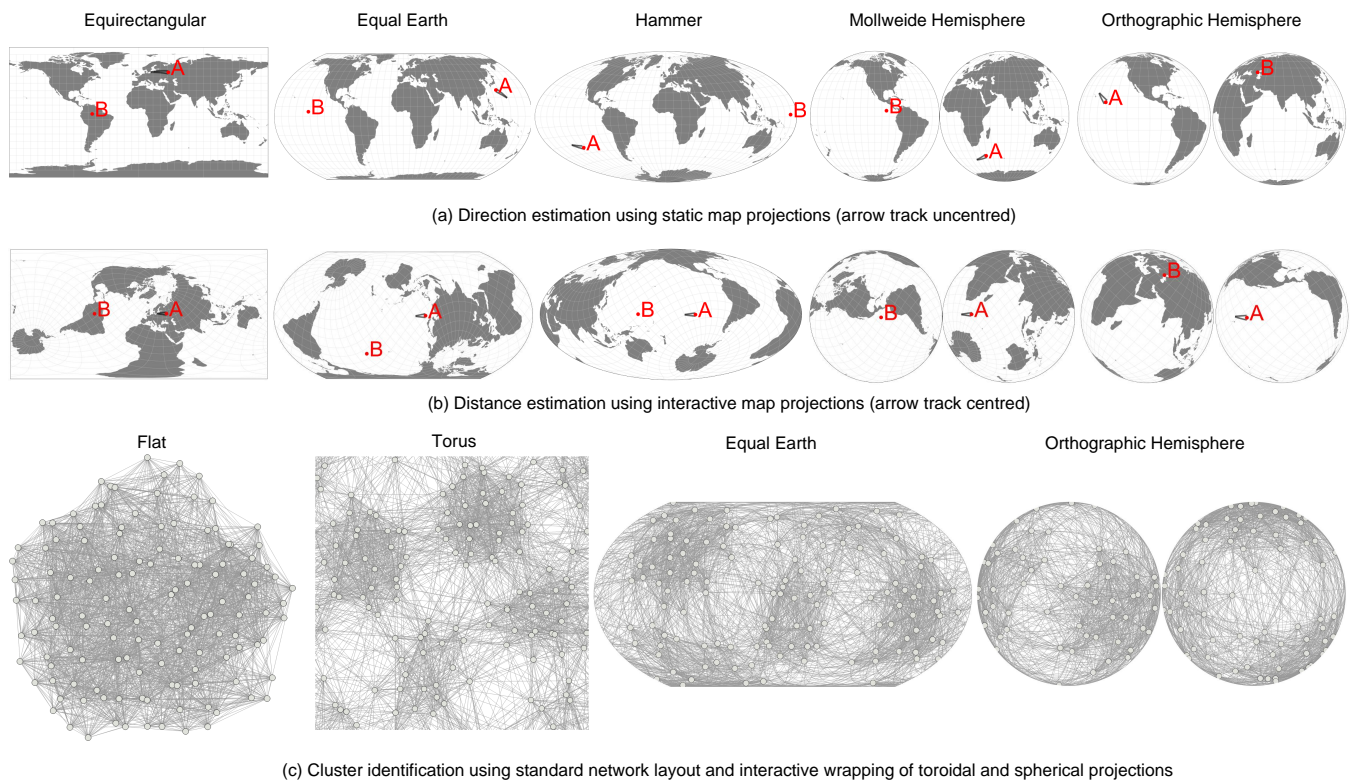 Equirectangular
Equal Earth
Hammer
Mollweide Hemisphere
Orthographic Hemisphere
A
B
A
B
A
B
B
A
A
B
(a) Direction estimation using static map projections (arrow track uncentred)
B
A
A
B
B
A
B
A
B
A
(b) Distance estimation using interactive map projections (arrow track centred)
Flat
Torus
Equal Earth
Orthographic Hemisphere
(c) Cluster identification using standard network layout and interactive wrapping of toroidal and spherical projections